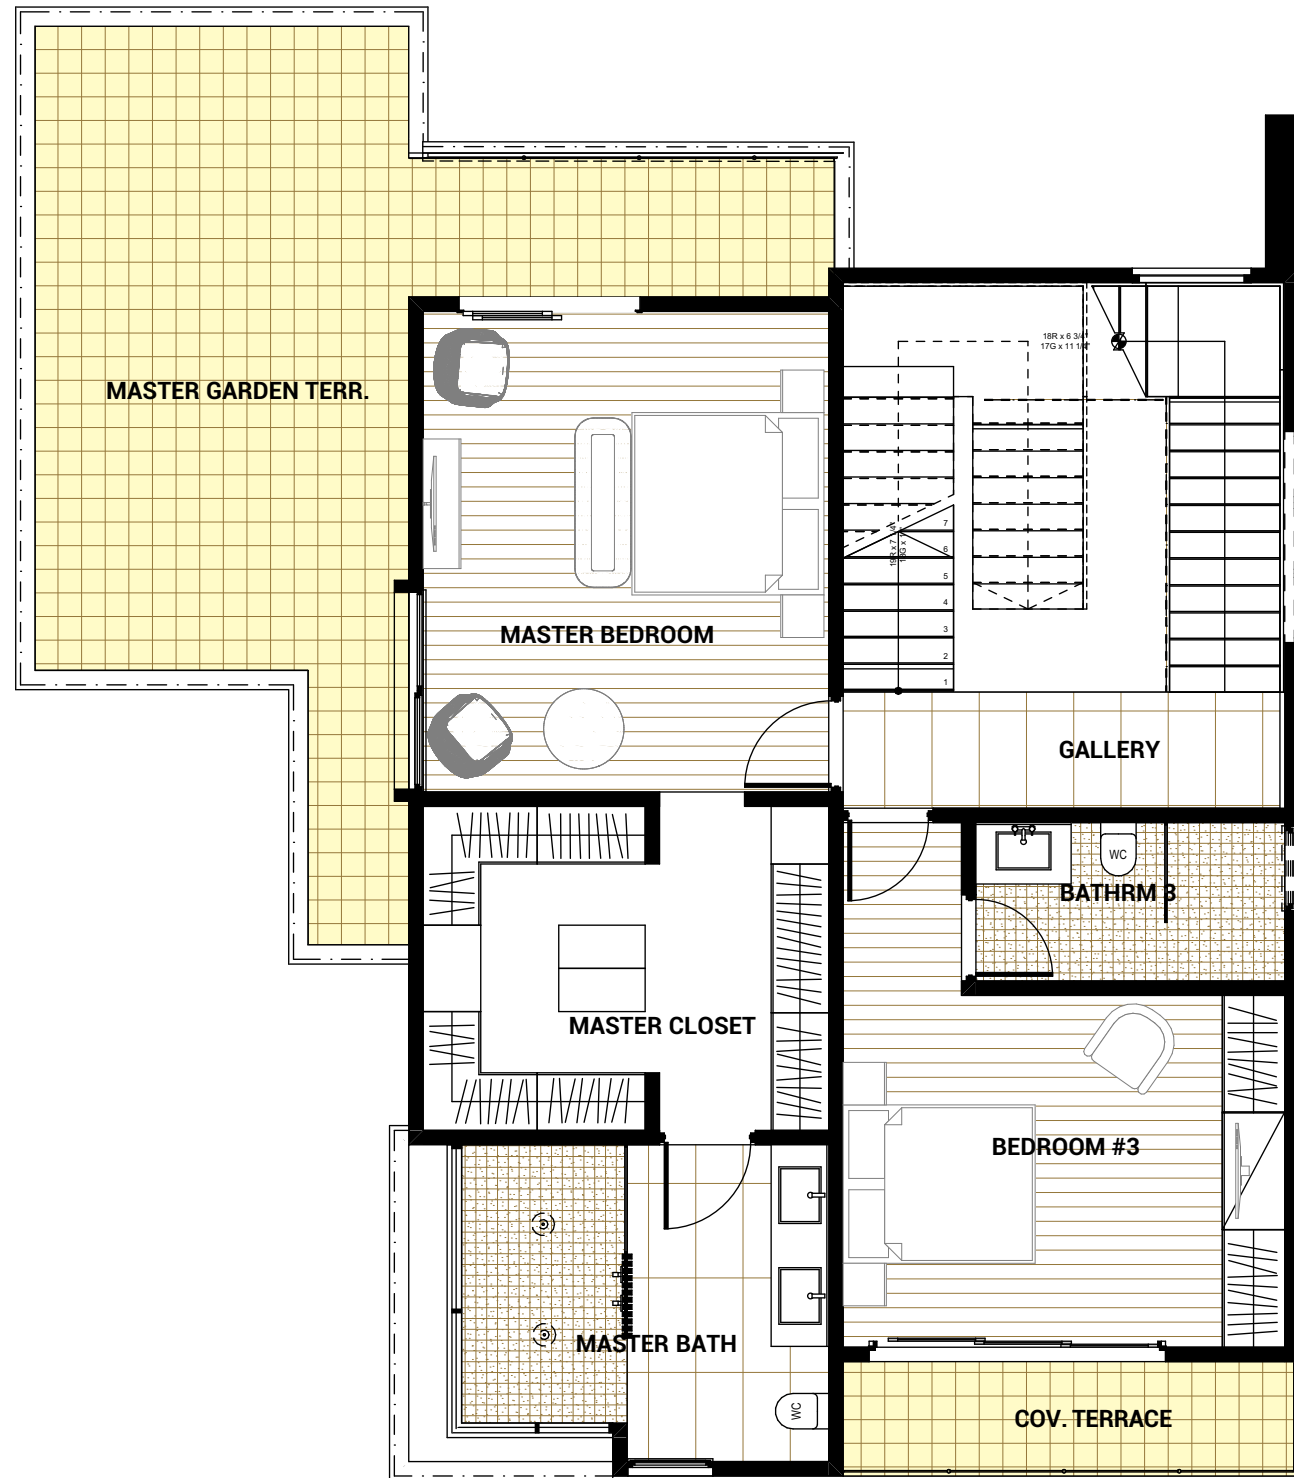 18R x 6 3/4"
17G x 11 1/4"
MASTER GARDEN TERR.
7
6
5
4
3
2
1
MASTER BEDROOM
GALLERY
WC
BATHRM 3
MASTER CLOSET
BEDROOM #3
MASTER BATH
WC
COV. TERRACE